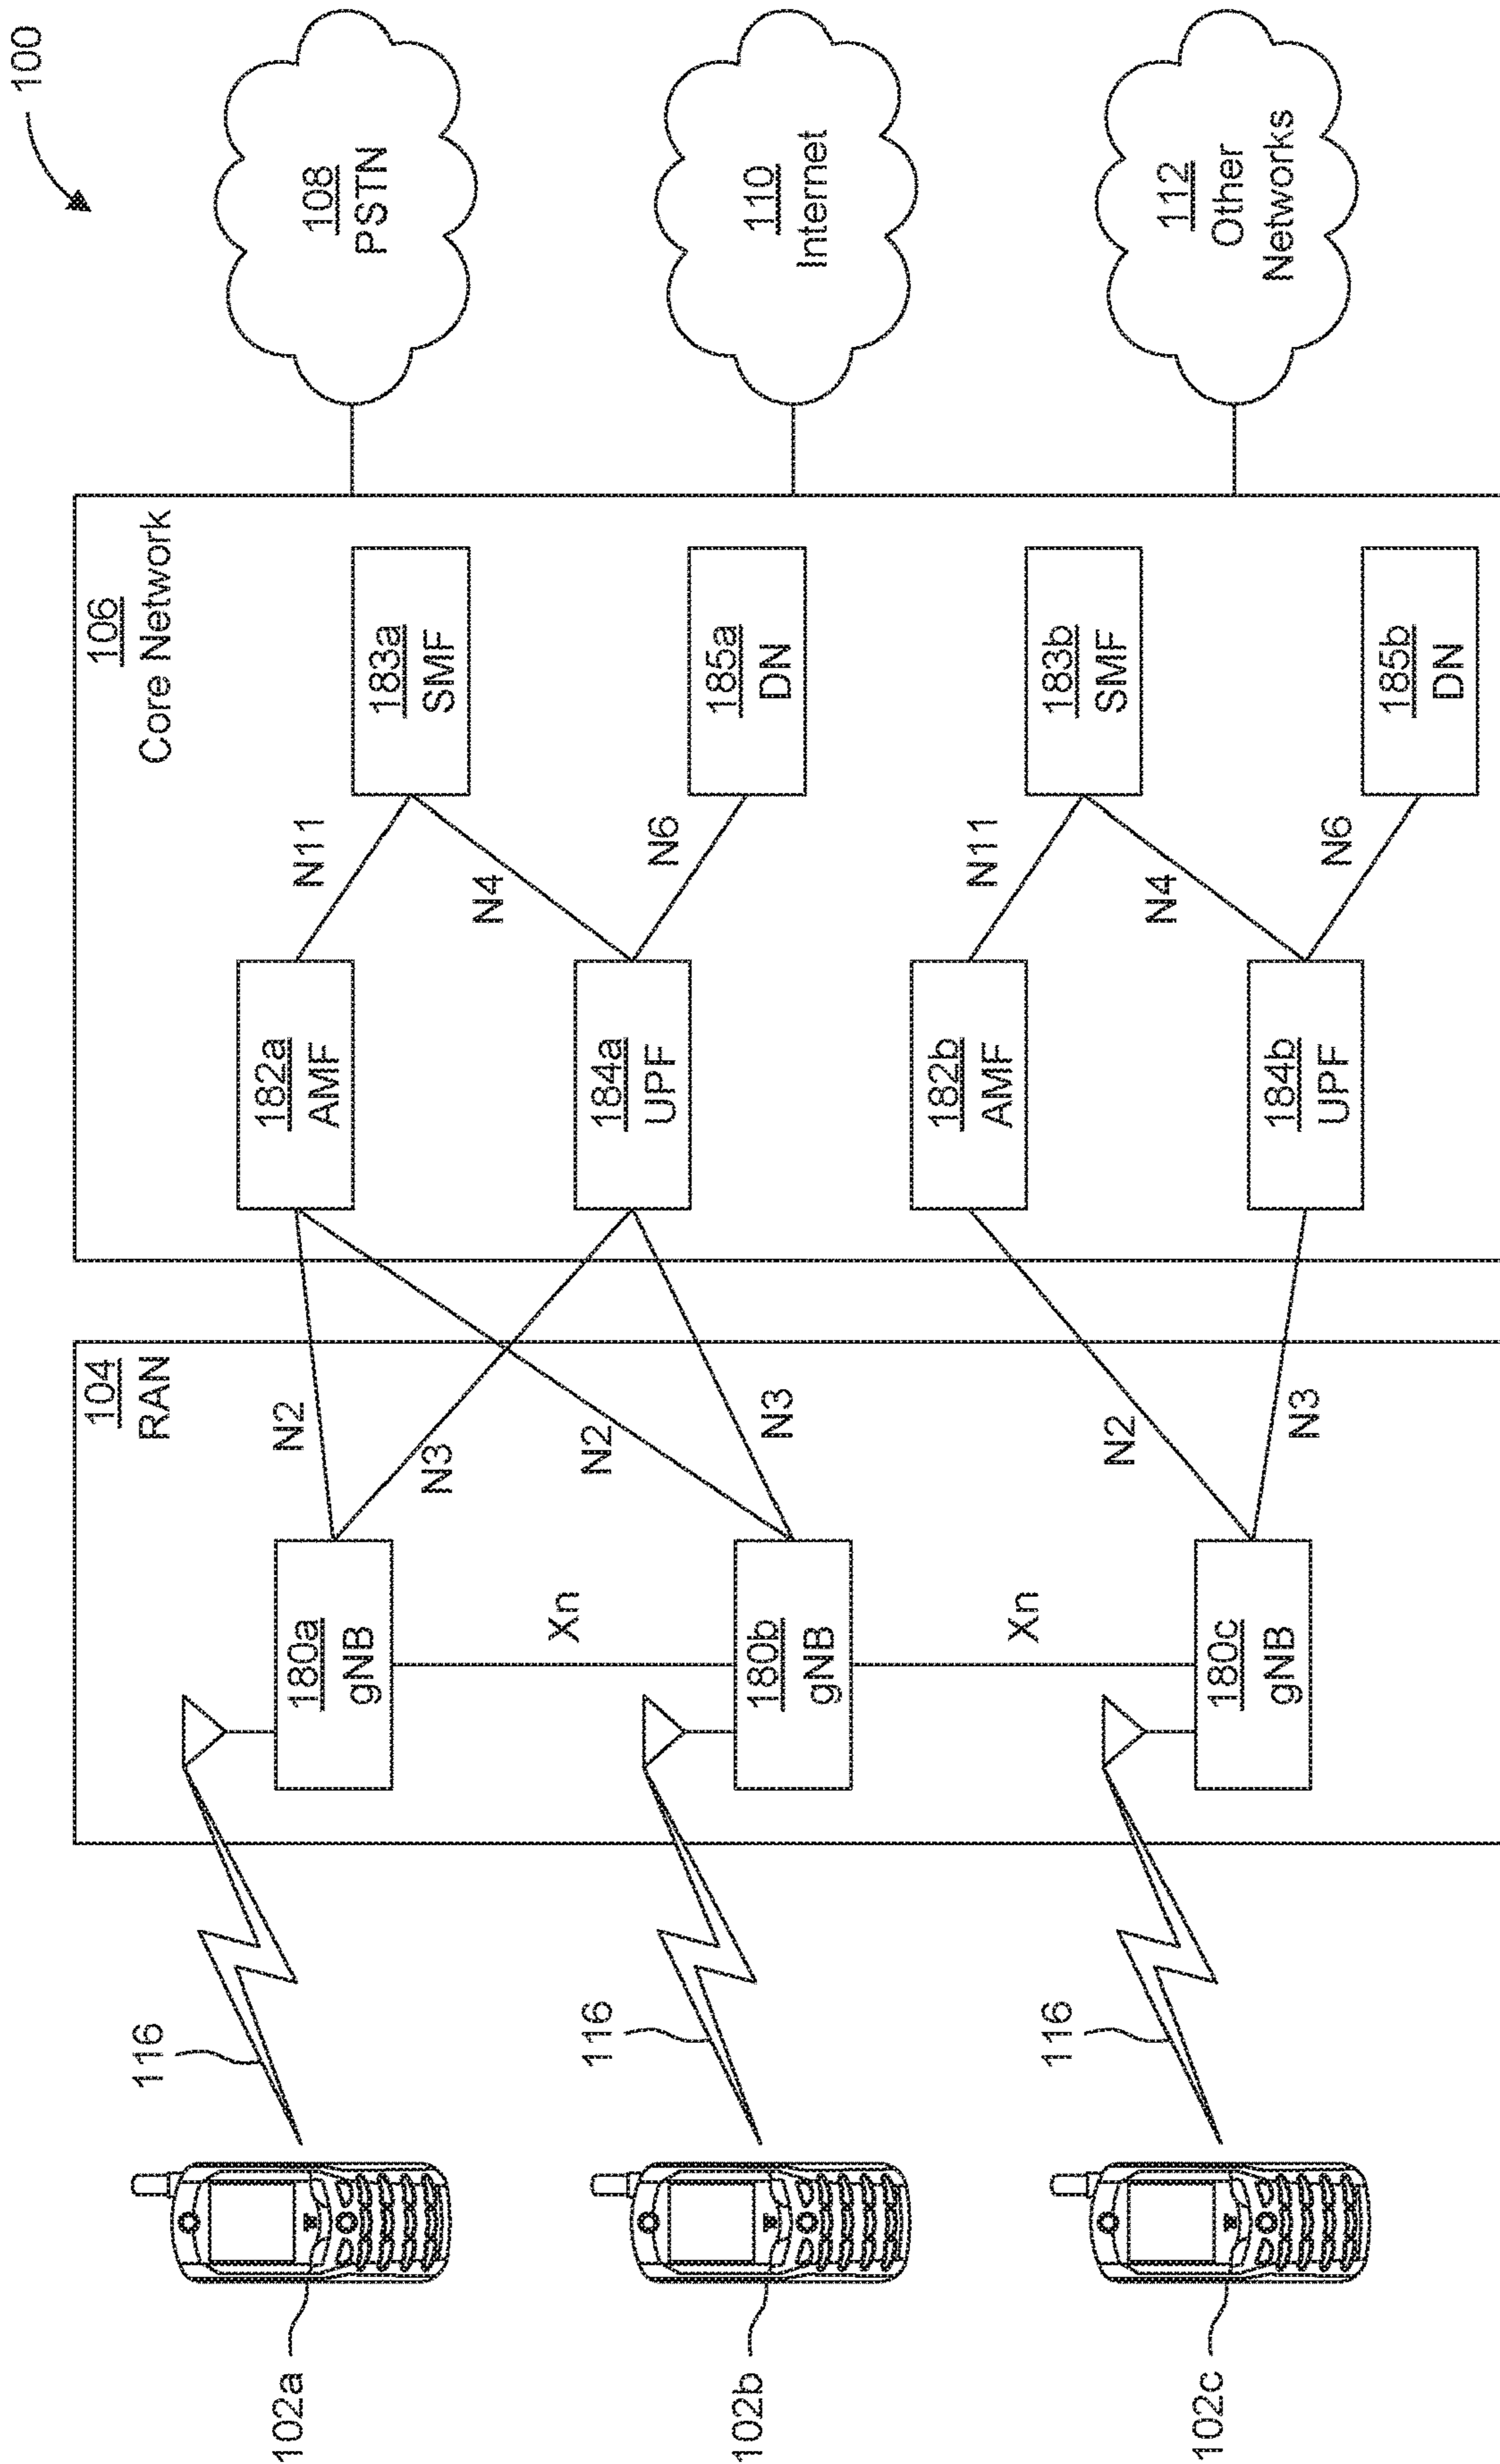 100
102a
102b
102c
116
116
116
104
RAN
180a
gNB
180b
gNB
180c
gNB
Xn
Xn
N2
N3
N2
N3
N2
N3
106
Core Network
182a
AMF
184a
UPF
182b
AMF
184b
UPF
N11
N4
N6
N11
N4
N6
183a
SMF
185a
DN
183b
SMF
185b
DN
108
PSTN
110
Internet
112
Other
Networks